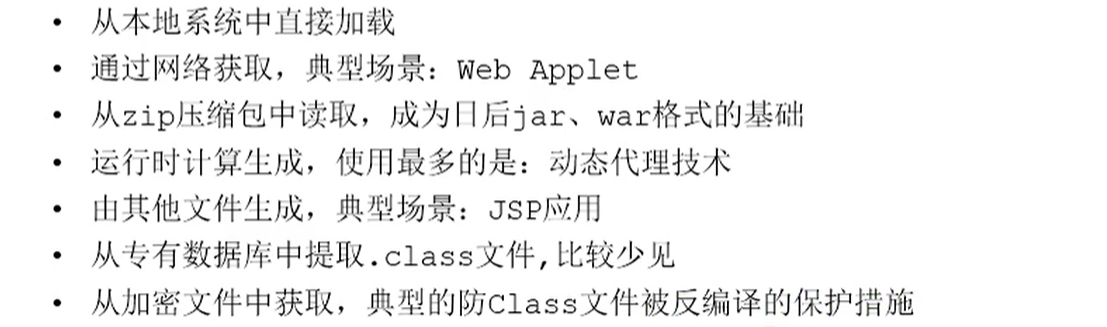 • 从本地系统中直接加载
• 通过网络获取，典型场景：Web Applet
• 从zip压缩包中读取，成为日后jar、war格式的基础
• 运行时计算生成，使用最多的是：动态代理技术
• 由其他文件生成，典型场景：JSP应用
• 从专有数据库中提取.class文件,比较少见
• 从加密文件中获取，典型的防Class文件被反编译的保护措施